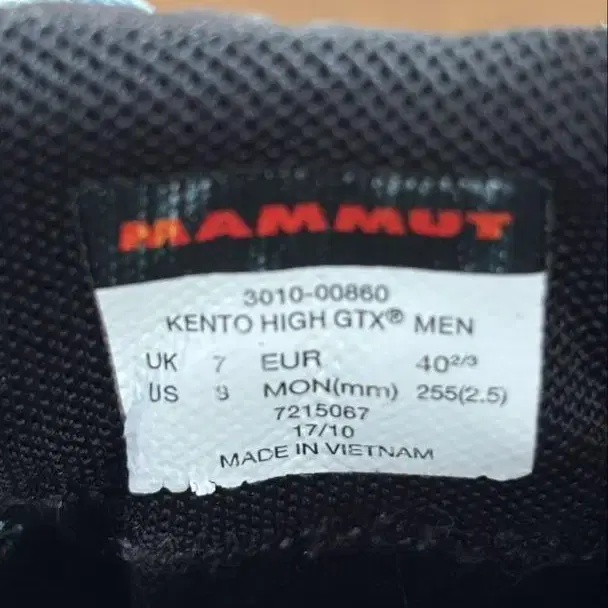 MAMMUT
3010-00860
KENTO HIGH GTX® MEN
UK 7 EUR 40 2/3
US 8 MON(mm) 255(2.5)
7215067
17/10
MADE IN VIETNAM